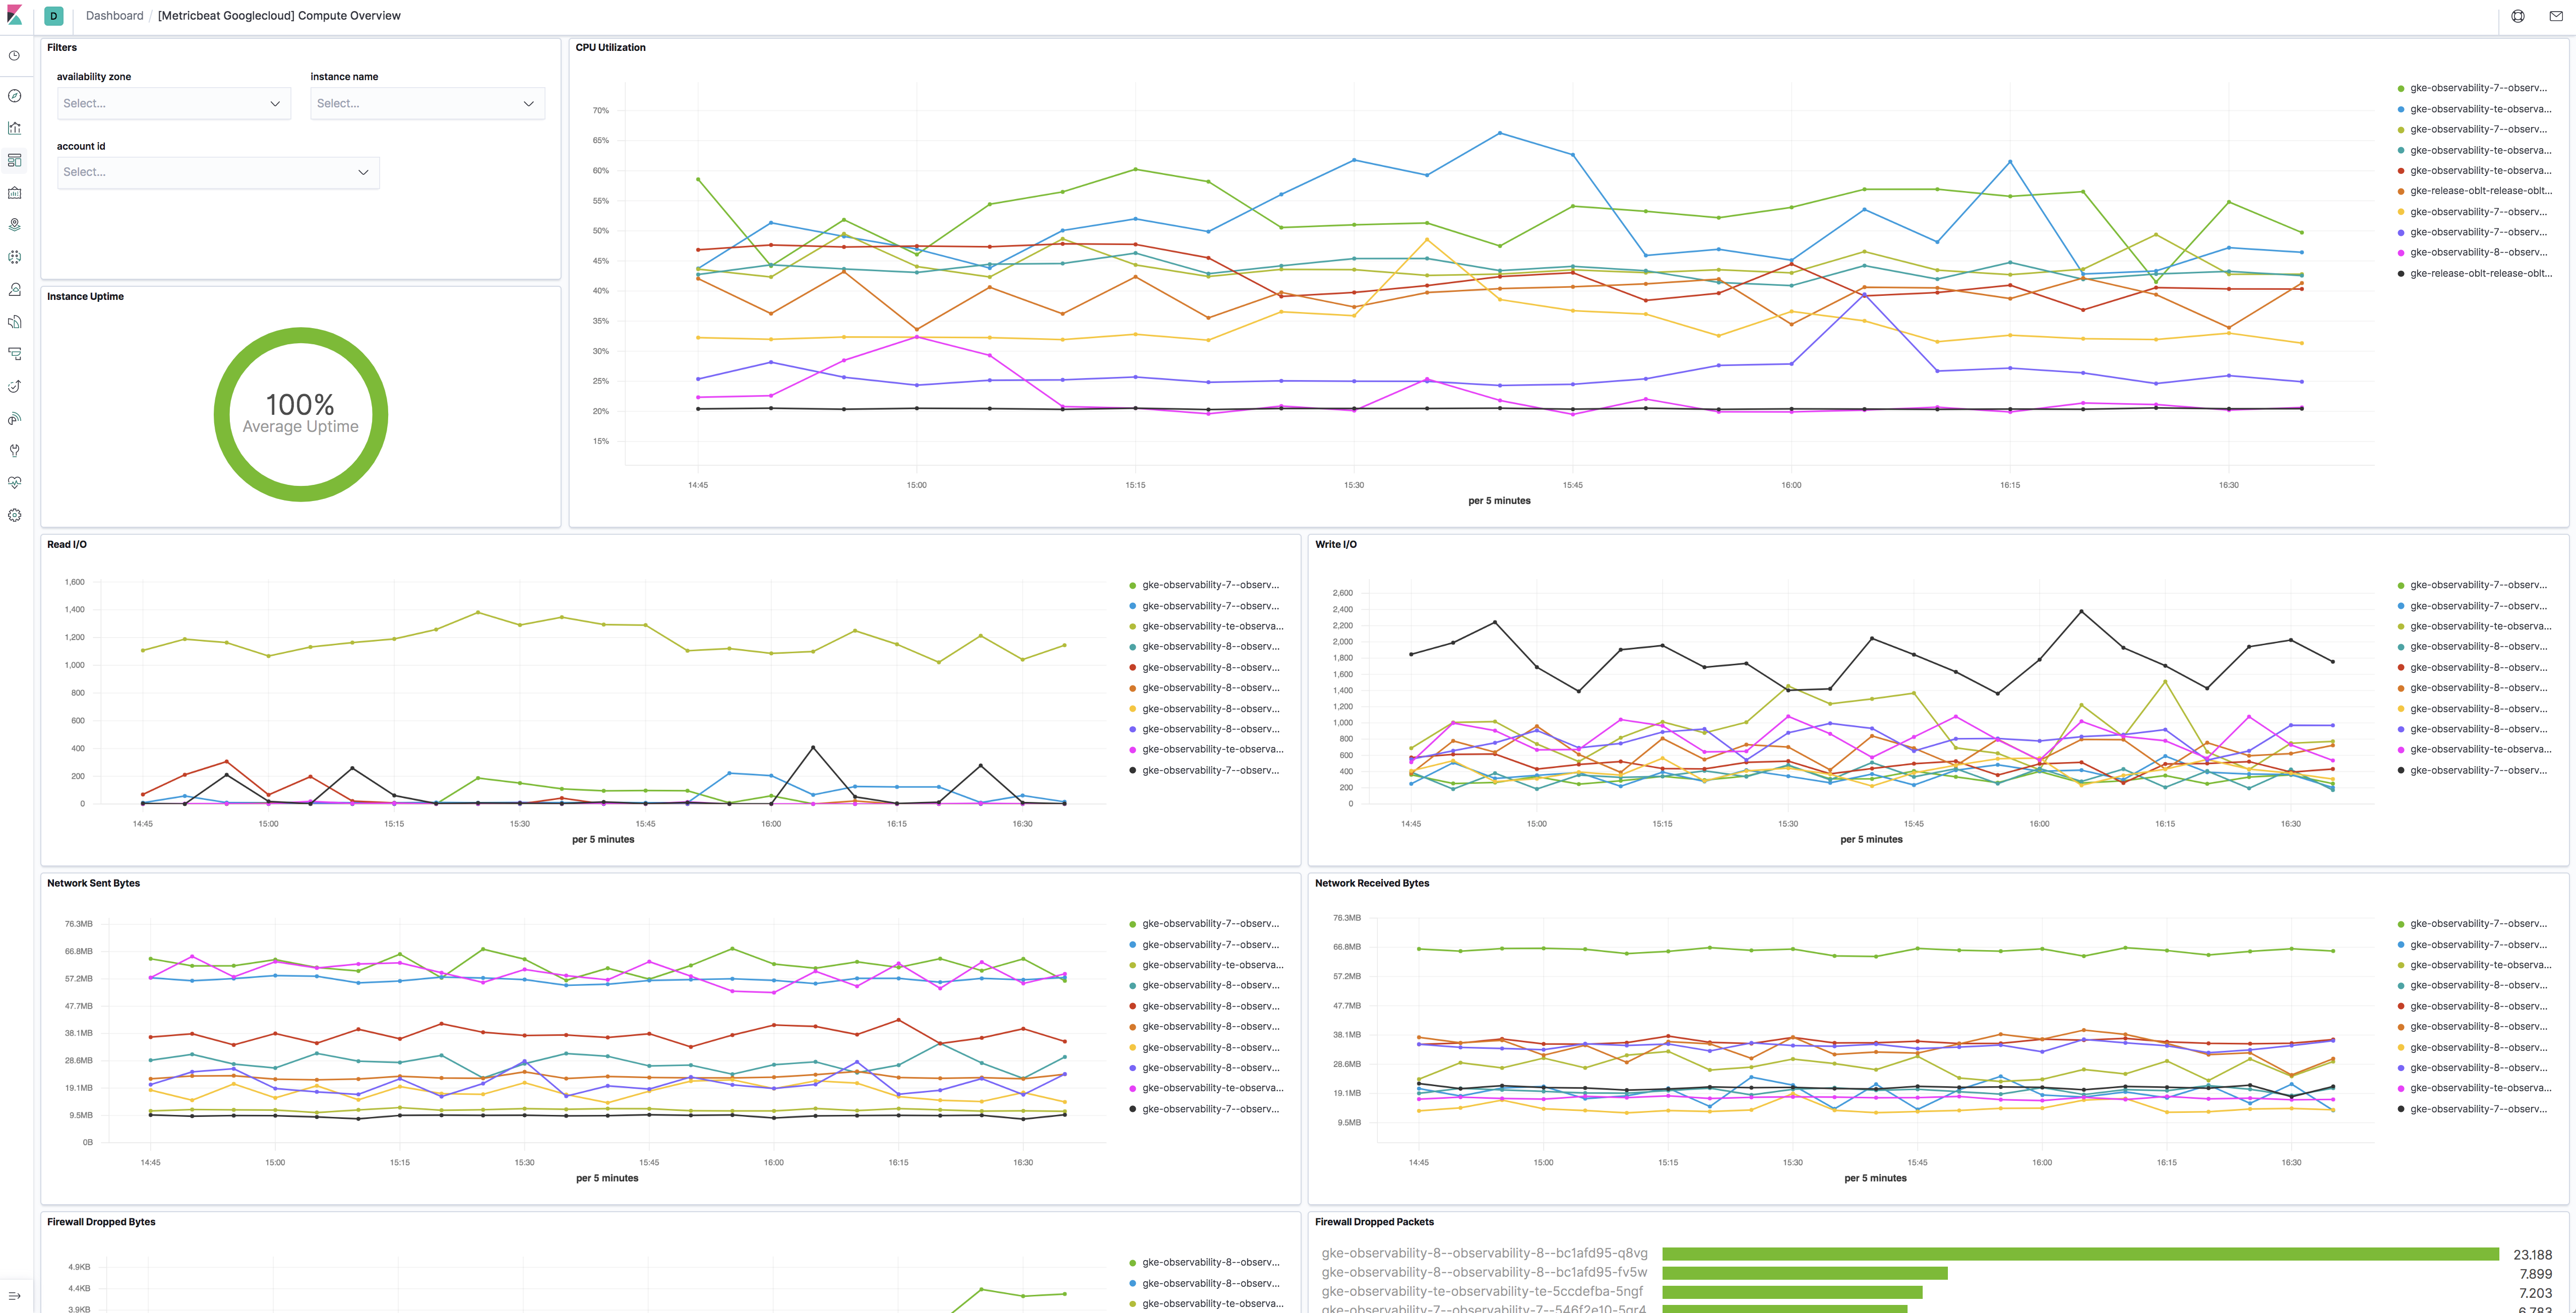 D Dashboard / [Metricbeat Googlecloud] Compute Overview
Filters
availability zone
Select...
instance name
Select...
account id
Select...
Instance Uptime
100%
Average Uptime
CPU Utilization
70%
65%
60%
55%
50%
45%
40%
35%
30%
25%
20%
15%
14:45 15:00 15:15 15:30 15:45 16:00 16:15 16:30
per 5 minutes
gke-observability-7--observ...
gke-observability-te-observa...
gke-observability-7--observ...
gke-observability-te-observa...
gke-observability-te-observa...
gke-release-oblt-release-oblt...
gke-observability-7--observ...
gke-observability-7--observ...
gke-observability-8--observ...
gke-release-oblt-release-oblt...
Read I/O
1,600
1,400
1,200
1,000
800
600
400
200
0
14:45 15:00 15:15 15:30 15:45 16:00 16:15 16:30
per 5 minutes
gke-observability-7--observ...
gke-observability-7--observ...
gke-observability-te-observa...
gke-observability-8--observ...
gke-observability-8--observ...
gke-observability-8--observ...
gke-observability-8--observ...
gke-observability-8--observ...
gke-observability-te-observa...
gke-observability-7--observ...
Write I/O
2,600
2,400
2,200
2,000
1,800
1,600
1,400
1,200
1,000
800
600
400
200
0
14:45 15:00 15:15 15:30 15:45 16:00 16:15 16:30
per 5 minutes
gke-observability-7--observ...
gke-observability-7--observ...
gke-observability-te-observa...
gke-observability-8--observ...
gke-observability-8--observ...
gke-observability-8--observ...
gke-observability-8--observ...
gke-observability-8--observ...
gke-observability-te-observa...
gke-observability-7--observ...
Network Sent Bytes
76.3MB
66.8MB
57.2MB
47.7MB
38.1MB
28.6MB
19.1MB
9.5MB
0B
14:45 15:00 15:15 15:30 15:45 16:00 16:15 16:30
per 5 minutes
gke-observability-7--observ...
gke-observability-7--observ...
gke-observability-te-observa...
gke-observability-8--observ...
gke-observability-8--observ...
gke-observability-8--observ...
gke-observability-8--observ...
gke-observability-8--observ...
gke-observability-te-observa...
gke-observability-7--observ...
Network Received Bytes
76.3MB
66.8MB
57.2MB
47.7MB
38.1MB
28.6MB
19.1MB
9.5MB
14:45 15:00 15:15 15:30 15:45 16:00 16:15 16:30
per 5 minutes
gke-observability-7--observ...
gke-observability-7--observ...
gke-observability-te-observa...
gke-observability-8--observ...
gke-observability-8--observ...
gke-observability-8--observ...
gke-observability-8--observ...
gke-observability-8--observ...
gke-observability-te-observa...
gke-observability-7--observ...
Firewall Dropped Bytes
4.9KB
4.4KB
3.9KB
gke-observability-8--observ...
gke-observability-8--observ...
gke-observability-te-observa...
Firewall Dropped Packets
gke-observability-8--observability-8--bc1afd95-q8vg 23.188
gke-observability-8--observability-8--bc1afd95-fv5w 7.899
gke-observability-te-observability-te-5ccdefba-5ngf 7.203
gke-observability-7--observability-7--546f2e10-5gr4 6.783